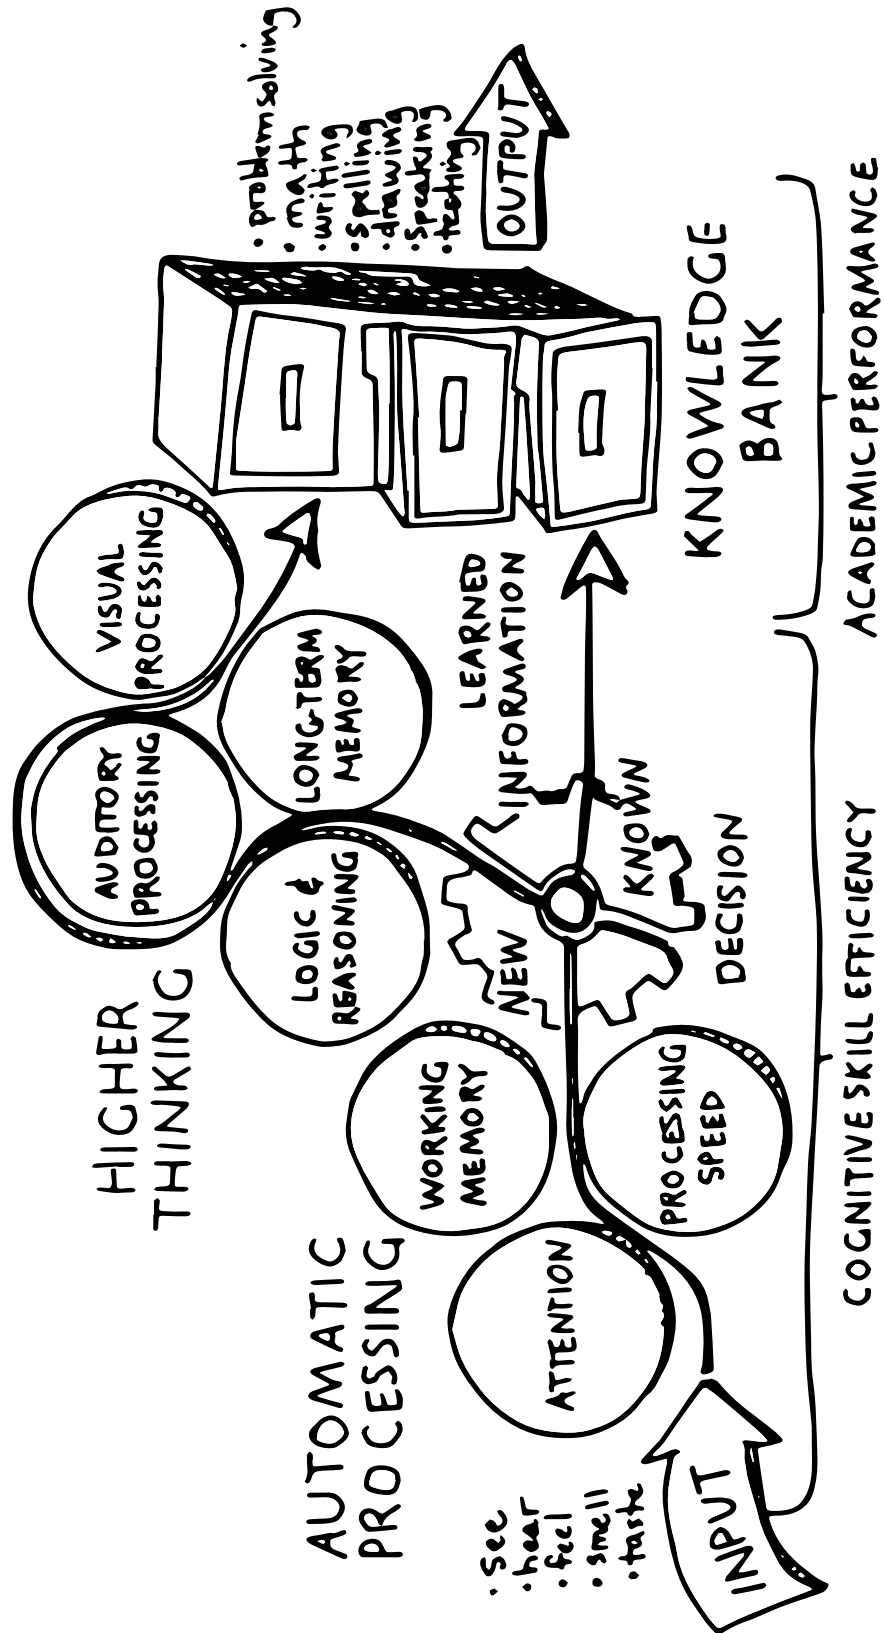 INPUT
• see
• hear
• feel
• smell
• taste
AUTOMATIC
PROCESSING
ATTENTION
WORKING
MEMORY
PROCESSING
SPEED
HIGHER
THINKING
LOGIC &
REASONING
AUDITORY
PROCESSING
LONG-TERM
MEMORY
VISUAL
PROCESSING
NEW
KNOWN
DECISION
LEARNED
INFORMATION
KNOWLEDGE
BANK
• problem solving
• math
• writing
• spelling
• drawing
• speaking
• testing
OUTPUT
COGNITIVE SKILL EFFICIENCY
ACADEMIC PERFORMANCE